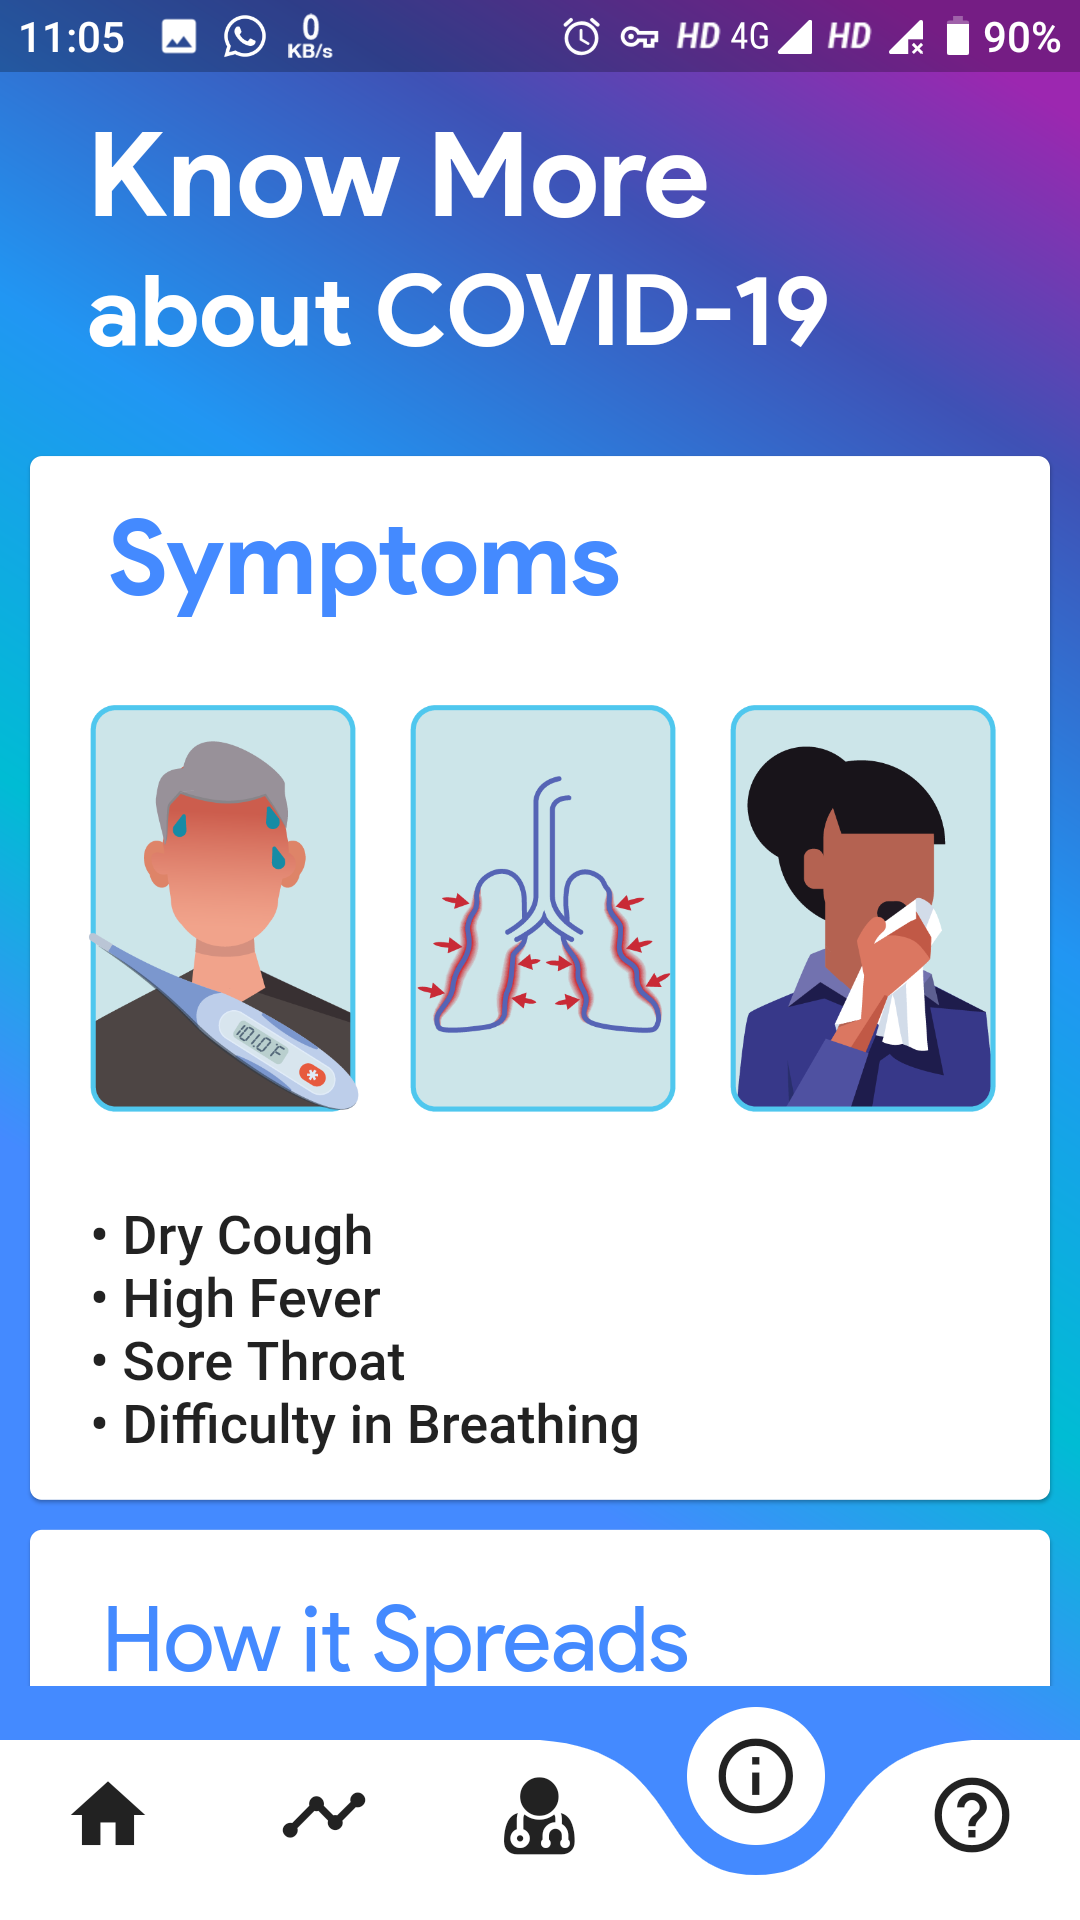 11:05 0 KB/s HD 4G HD 90%
Know More
about COVID-19
Symptoms
101.0°F
• Dry Cough
• High Fever
• Sore Throat
• Difficulty in Breathing
How it Spreads